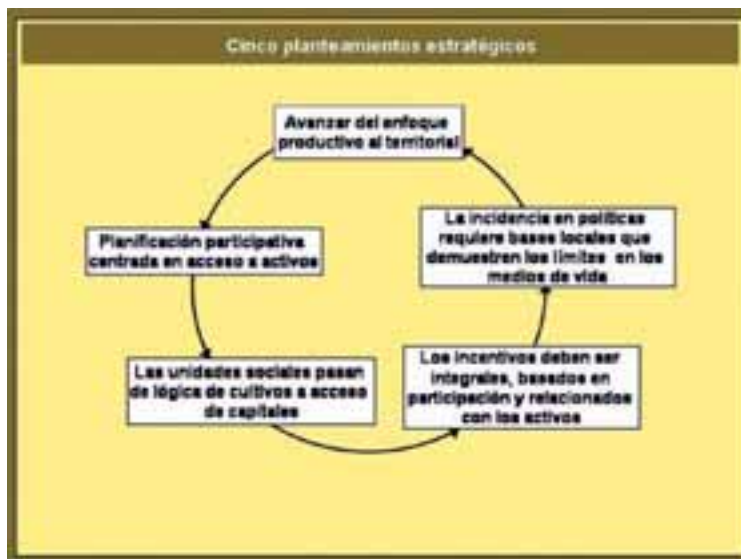 Cinco planteamientos estratégicos
Avanzar del enfoque
productivo al territorial
Planificación participativa
centrada en acceso a activos
Las unidades sociales pasan
de lógica de cultivos a acceso
de capitales
Los incentivos deben ser
integrales, basados en
participación y relacionados
con los activos
La incidencia en políticas
requiere bases locales que
demuestren los límites en los
medios de vida